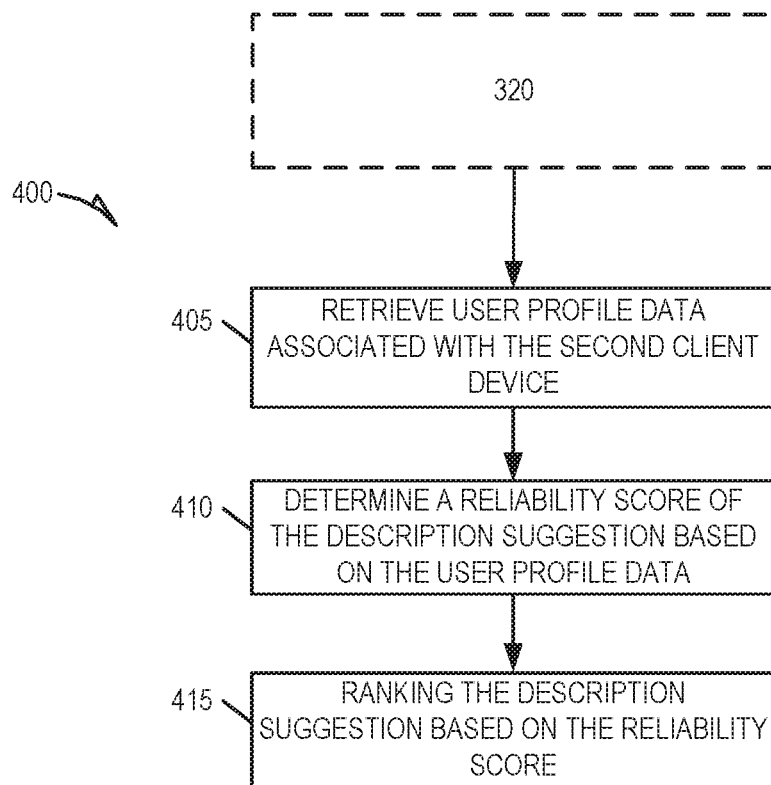 320
400
405
RETRIEVE USER PROFILE DATA
ASSOCIATED WITH THE SECOND CLIENT
DEVICE
410
DETERMINE A RELIABILITY SCORE OF
THE DESCRIPTION SUGGESTION BASED
ON THE USER PROFILE DATA
415
RANKING THE DESCRIPTION
SUGGESTION BASED ON THE RELIABILITY
SCORE